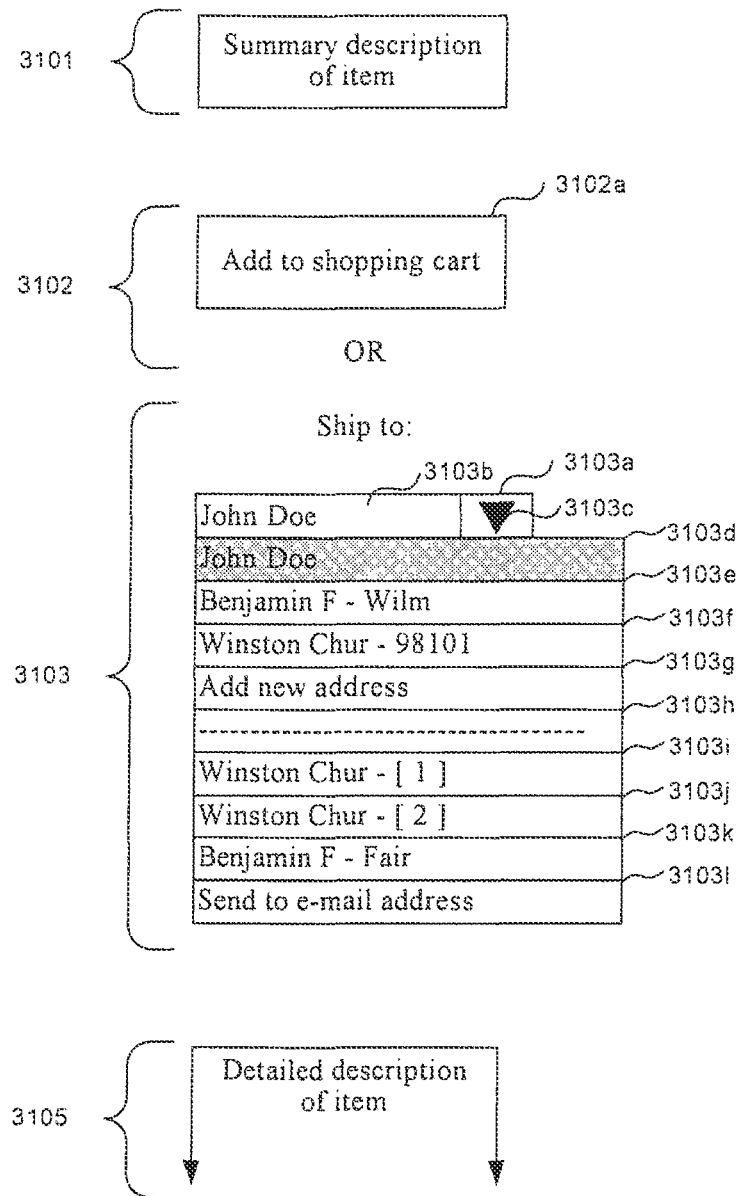 3101
Summary description
of item
3102a
3102
Add to shopping cart
OR
3103
Ship to:
3103b
3103a
3103c
John Doe
3103d
John Doe
3103e
Benjamin F - Wilm
3103f
Winston Chur - 98101
3103g
Add new address
3103h
-----------------------------------
3103i
Winston Chur - [ 1 ]
3103j
Winston Chur - [ 2 ]
3103k
Benjamin F - Fair
3103l
Send to e-mail address
3105
Detailed description
of item